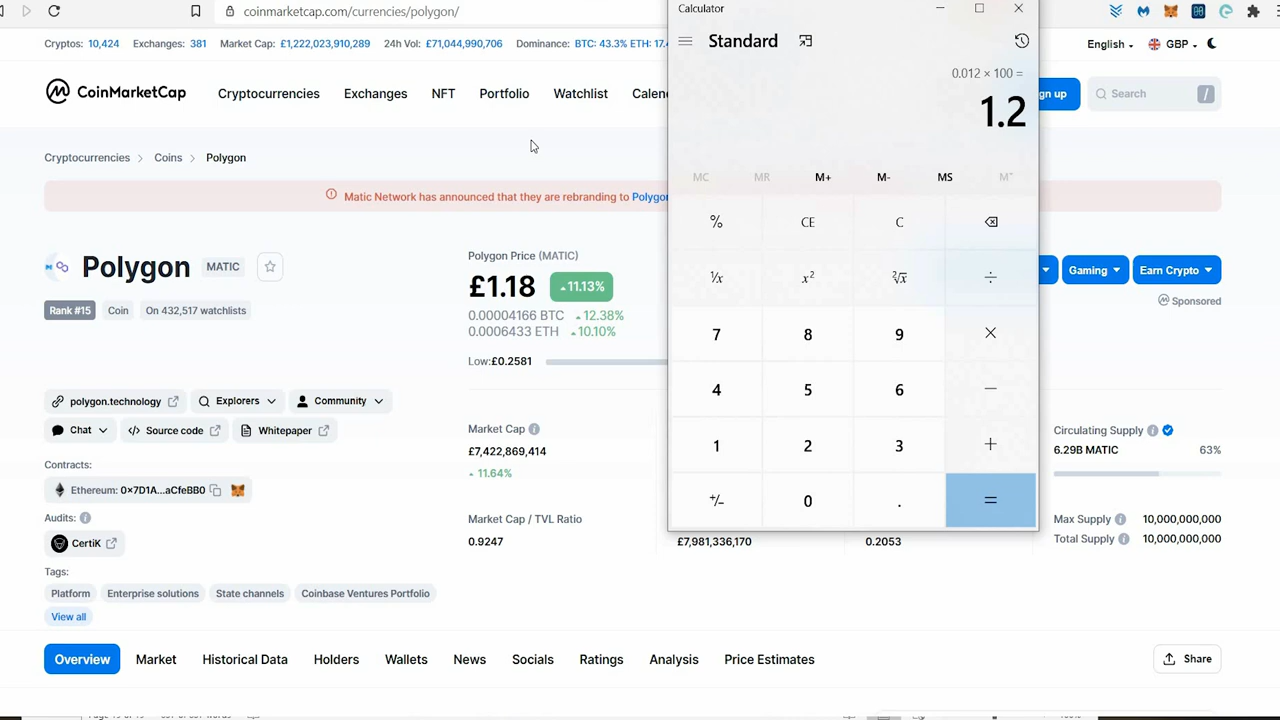 coinmarketcap.com/currencies/polygon/
Cryptos: 10,424 Exchanges: 381 Market Cap: £1,222,023,910,289 24h Vol: £71,044,990,706 Dominance: BTC: 43.3% ETH: 17.4
English GBP
CoinMarketCap
Cryptocurrencies Exchanges NFT Portfolio Watchlist Calen
gn up Search /
Cryptocurrencies > Coins > Polygon
Matic Network has announced that they are rebranding to Polygon
Polygon MATIC
Rank #15 Coin On 432,517 watchlists
Polygon Price (MATIC)
£1.18 11.13%
0.00004166 BTC 12.38%
0.0006433 ETH 10.10%
Low:£0.2581
Gaming Earn Crypto
Sponsored
polygon.technology Explorers Community
Chat Source code Whitepaper
Contracts:
Ethereum: 0x7D1A...aCfeBB0
Audits:
CertiK
Tags:
Platform Enterprise solutions State channels Coinbase Ventures Portfolio
View all
Market Cap
£7,422,869,414
11.64%
Market Cap / TVL Ratio
0.9247
£7,981,336,170
0.2053
Circulating Supply
6.29B MATIC 63%
Max Supply 10,000,000,000
Total Supply 10,000,000,000
Overview Market Historical Data Holders Wallets News Socials Ratings Analysis Price Estimates
Share
Calculator
Standard
0.012 × 100 =
1.2
MC MR M+ M- MS M˅
% CE C
¹/x x² ²√x ÷
7 8 9 ×
4 5 6 −
1 2 3 +
+/− 0 . =